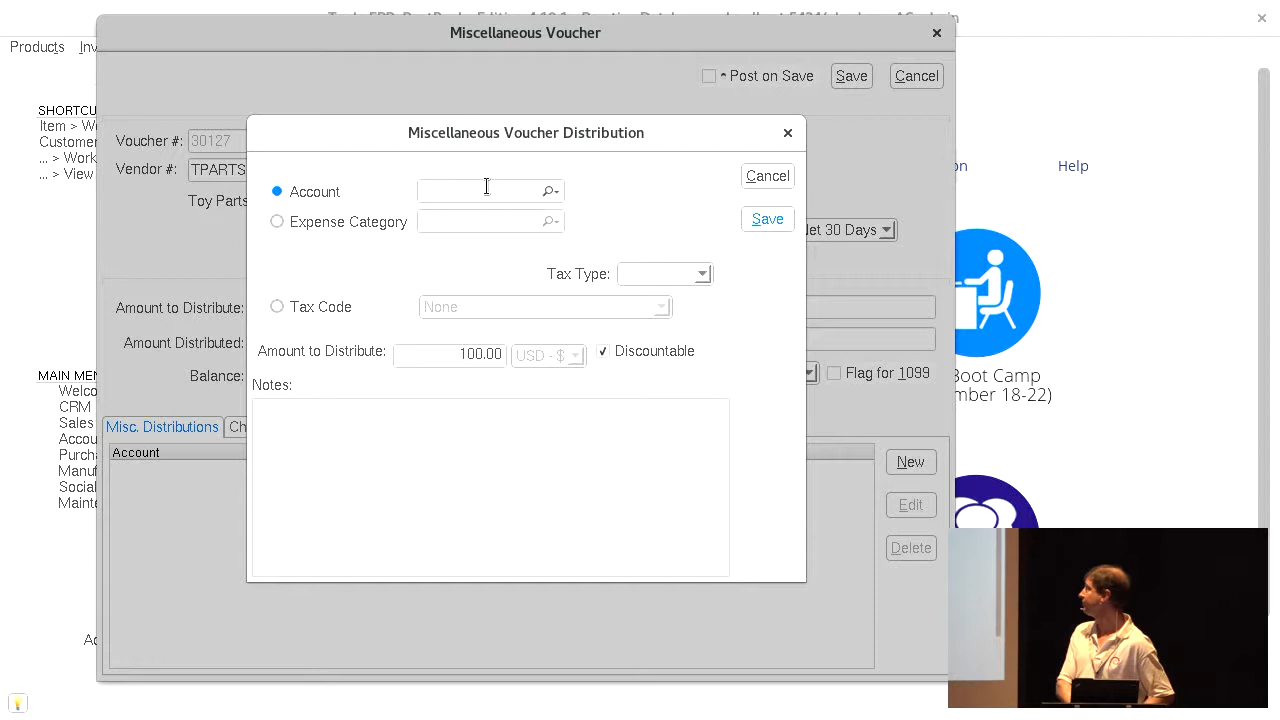 Miscellaneous Voucher
Products
Post on Save
Save
Cancel
SHORTCU
Item > W
Customer
... > Work
... > View
Voucher #:
30127
Vendor #:
TPARTS
Toy Parts
Miscellaneous Voucher Distribution
Account
Cancel
Expense Category
Save
Help
Net 30 Days
Tax Type:
Tax Code
None
Amount to Distribute:
Amount Distributed:
Balance:
Amount to Distribute:
100.00
USD - $
Discountable
Flag for 1099
Notes:
Boot Camp
mber 18-22)
MAIN MEN
Welco
CRM
Sales
Accou
Purch
Manuf
Social
Mainte
Misc. Distributions
Ch
Account
New
Edit
Delete